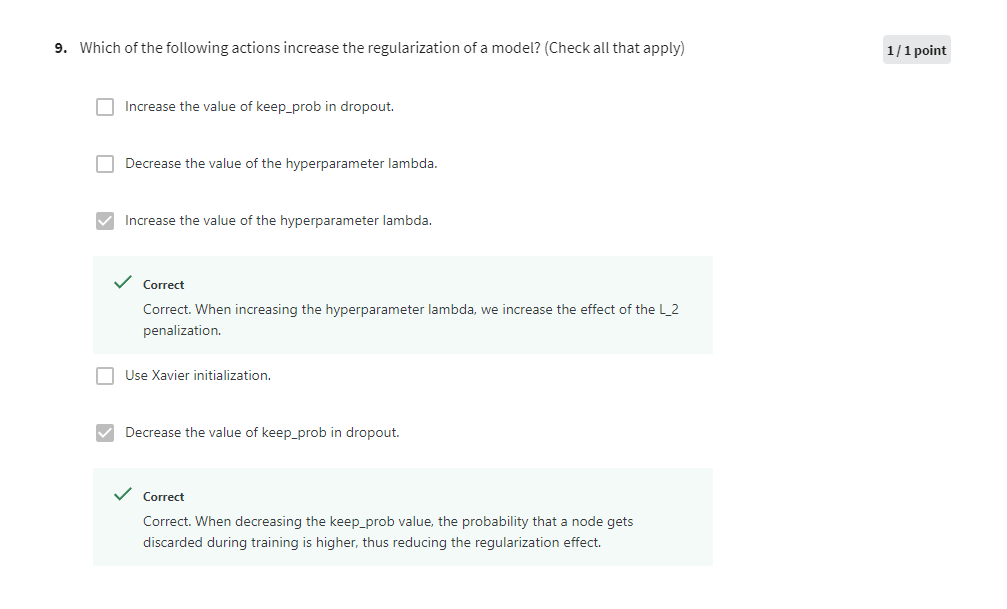 9. Which of the following actions increase the regularization of a model? (Check all that apply)
1 / 1 point
Increase the value of keep_prob in dropout.
Decrease the value of the hyperparameter lambda.
Increase the value of the hyperparameter lambda.
Correct
Correct. When increasing the hyperparameter lambda, we increase the effect of the L_2
penalization.
Use Xavier initialization.
Decrease the value of keep_prob in dropout.
Correct
Correct. When decreasing the keep_prob value, the probability that a node gets
discarded during training is higher, thus reducing the regularization effect.